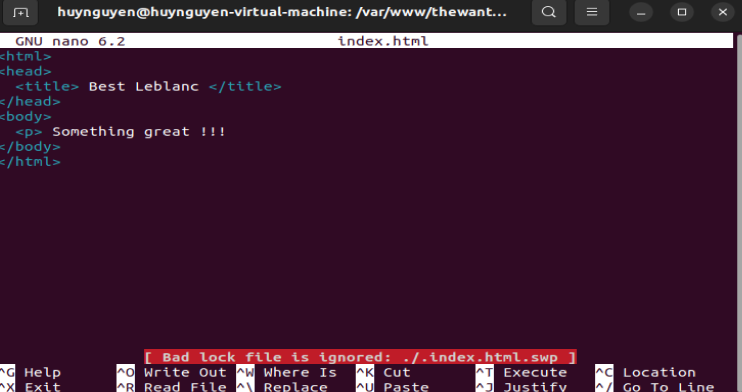 huynguyen@huynguyen-virtual-machine: /var/www/thewant...
GNU nano 6.2 index.html
<html>
<head>
  <title> Best Leblanc </title>
</head>
<body>
  <p> Something great !!!
</body>
</html>
[ Bad lock file is ignored: ./.index.html.swp ]
^G Help ^O Write Out ^W Where Is ^K Cut ^T Execute ^C Location
^X Exit ^R Read File ^\ Replace ^U Paste ^J Justify ^/ Go To Line